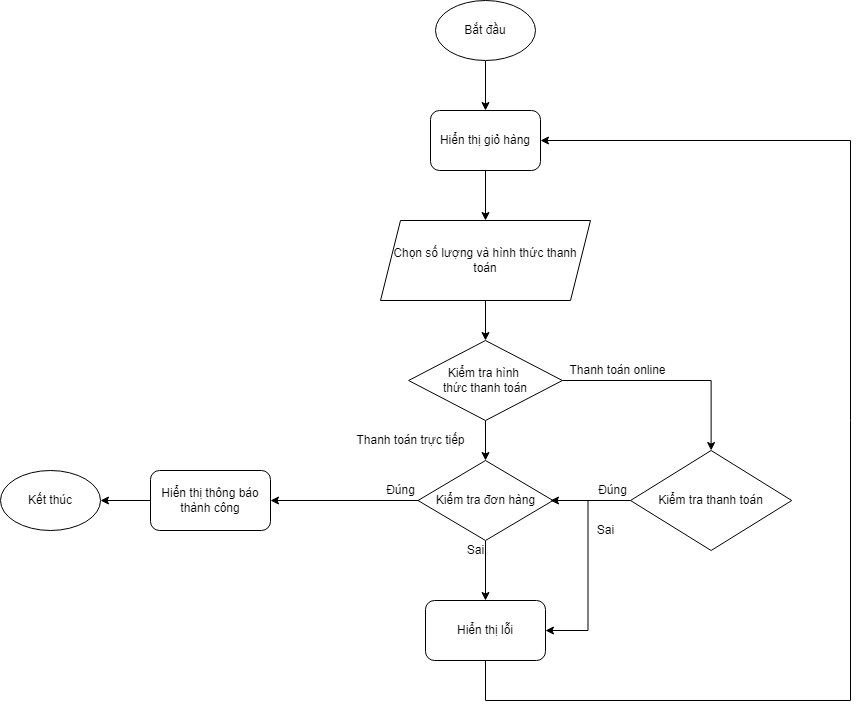 Bắt đầu
Hiển thị giỏ hàng
Chọn số lượng và hình thức thanh
toán
Kiểm tra hình
thức thanh toán
Thanh toán online
Thanh toán trực tiếp
Kết thúc
Hiển thị thông báo
thành công
Đúng
Kiểm tra đơn hàng
Đúng
Kiểm tra thanh toán
Sai
Sai
Hiển thị lỗi